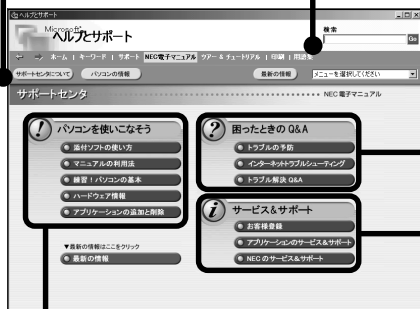 ヘルプとサポート
Microsoft
ヘルプとサポート
検索
Go
ホーム | キーワード | サポート | NEC電子マニュアル | ツアー & チュートリアル | 印刷 | 用語集
サポートセンタについて
パソコンの情報
最新の情報
メニューを選択してください
サポートセンタ
NEC 電子マニュアル
パソコンを使いこなそう
添付ソフトの使い方
マニュアルの利用法
練習!パソコンの基本
ハードウェア情報
アプリケーションの追加と削除
▼最新の情報はここをクリック
最新の情報
困ったときの Q&A
トラブルの予防
インターネットトラブルシューティング
トラブル解決 Q&A
サービス&サポート
お客様登録
アプリケーションのサービス&サポート
NEC のサービス&サポート